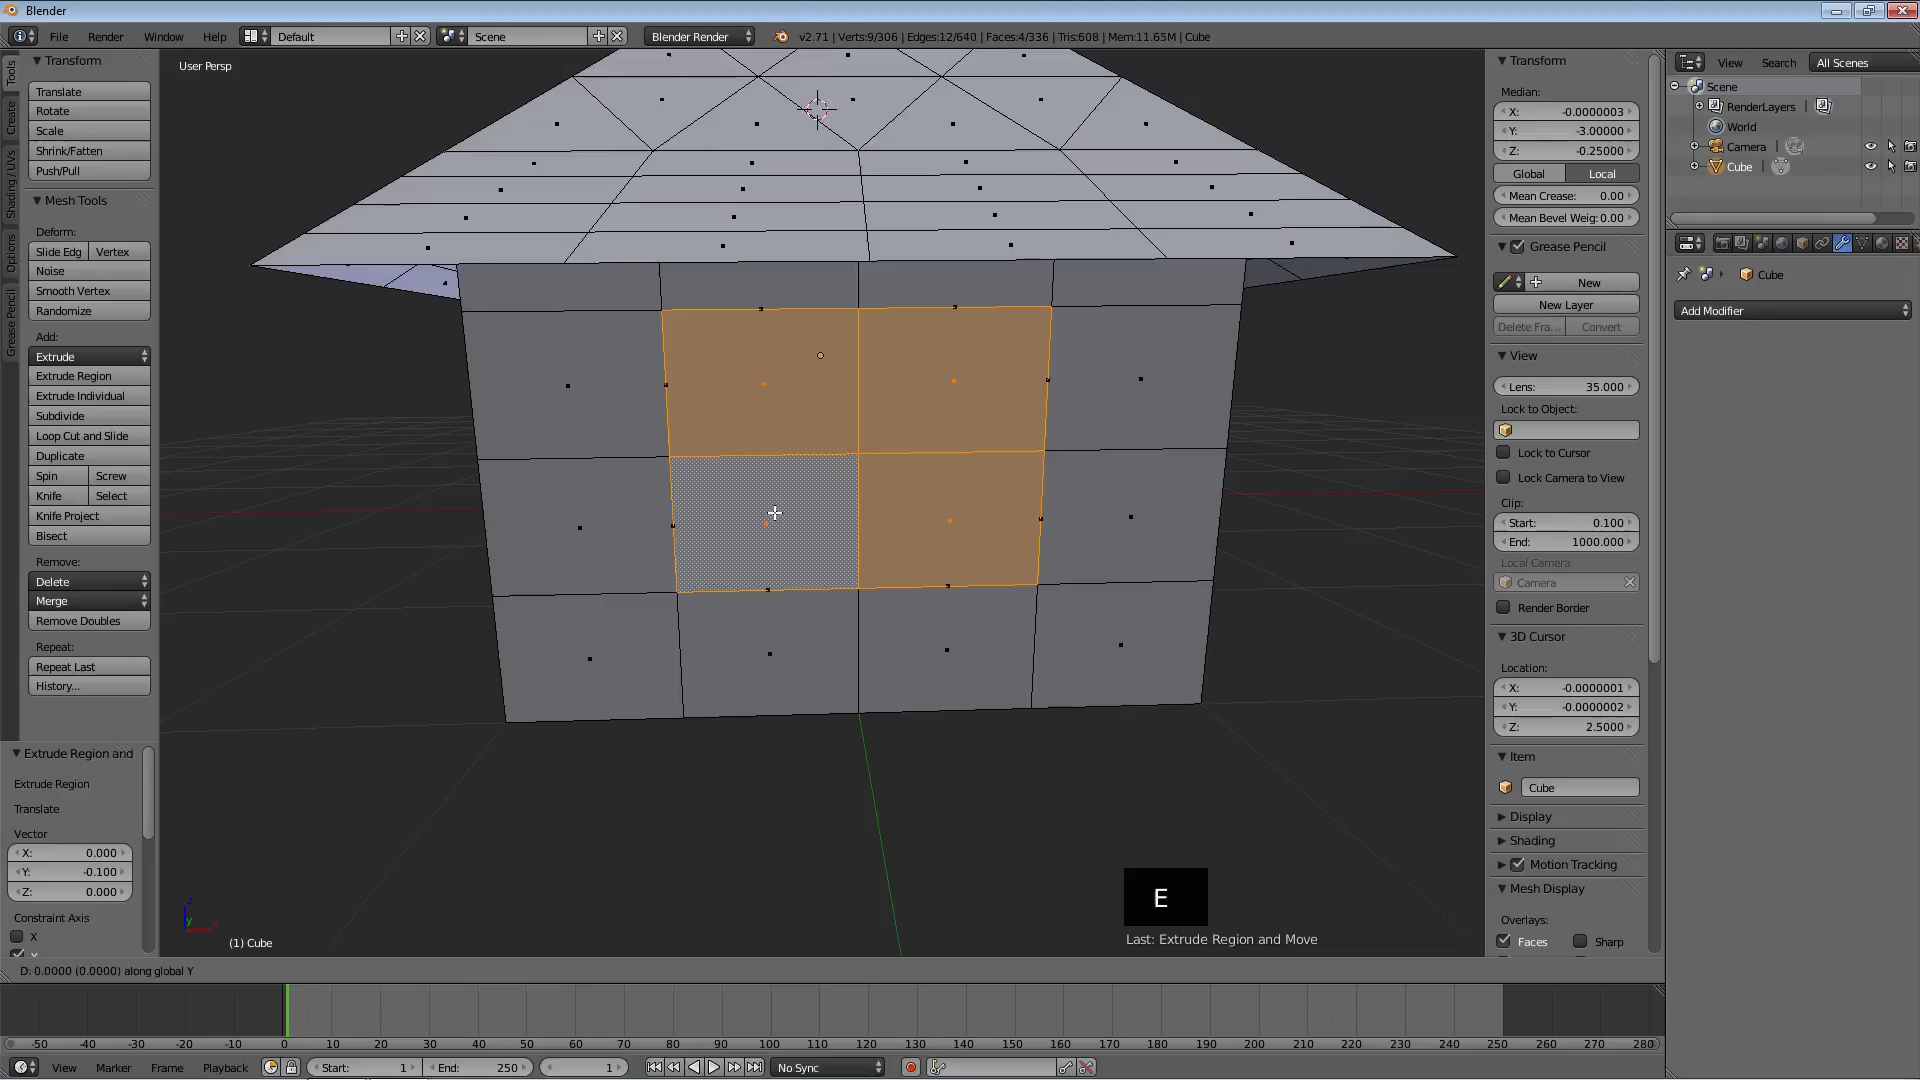 Blender
File Render Window Help Default Scene Blender Render v2.71 | Verts:9/306 | Edges:12/640 | Faces:4/336 | Tris:608 | Mem:11.65M | Cube
Tools
Create
Shading / UVs
Options
Grease Pencil
Transform
Translate
Rotate
Scale
Shrink/Fatten
Push/Pull
Mesh Tools
Deform:
Slide Edg Vertex
Noise
Smooth Vertex
Randomize
Add:
Extrude
Extrude Region
Extrude Individual
Subdivide
Loop Cut and Slide
Duplicate
Spin Screw
Knife Select
Knife Project
Bisect
Remove:
Delete
Merge
Remove Doubles
Repeat:
Repeat Last
History...
Extrude Region and
Extrude Region
Translate
Vector
X: 0.000
Y: -0.100
Z: 0.000
Constraint Axis
X
User Persp
(1) Cube
E
Last: Extrude Region and Move
D: 0.0000 (0.0000) along global Y
Transform
Median:
X: -0.0000003
Y: -3.00000
Z: -0.25000
Global Local
Mean Crease: 0.00
Mean Bevel Weig: 0.00
Grease Pencil
New
New Layer
Delete Fra... Convert
View
Lens: 35.000
Lock to Object:
Lock to Cursor
Lock Camera to View
Clip:
Start: 0.100
End: 1000.000
Local Camera:
Camera
Render Border
3D Cursor
Location:
X: -0.0000001
Y: -0.0000002
Z: 2.5000
Item
Cube
Display
Shading
Motion Tracking
Mesh Display
Overlays:
Faces Sharp
View Search All Scenes
Scene
RenderLayers
World
Camera
Cube
Cube
Add Modifier
-50 -40 -30 -20 -10 0 10 20 30 40 50 60 70 80 90 100 110 120 130 140 150 160 170 180 190 200 210 220 230 240 250 260 270 280
View Marker Frame Playback Start: 1 End: 250 1 No Sync